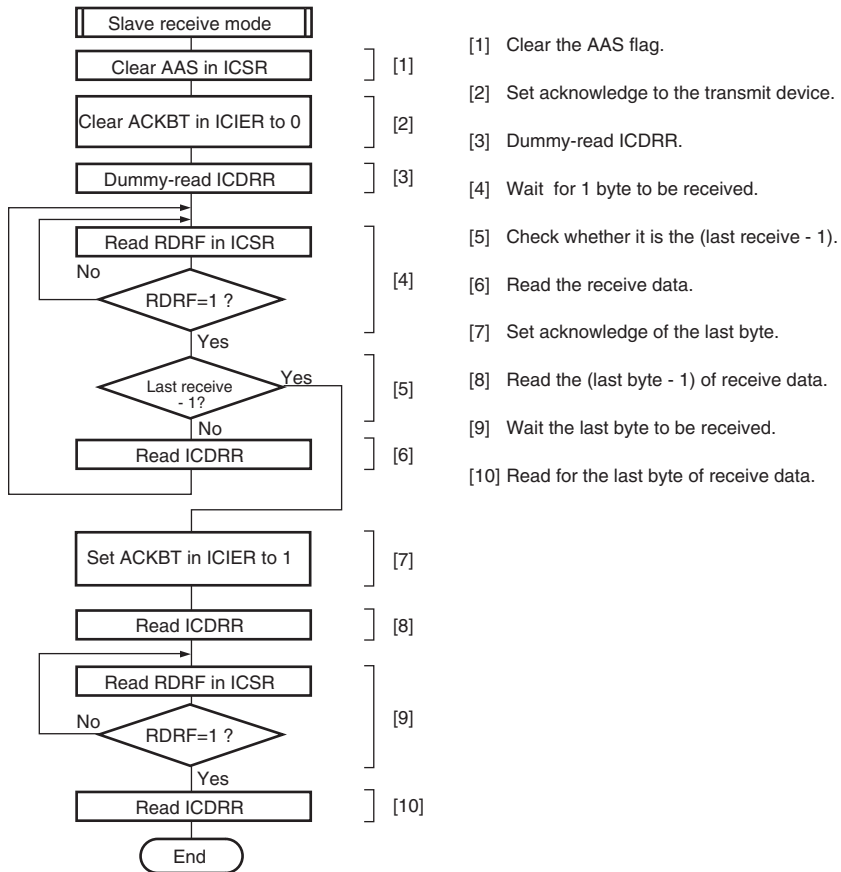 Slave receive mode
Clear AAS in ICSR
[1]
Clear ACKBT in ICIER to 0
[2]
Dummy-read ICDRR
[3]
Read RDRF in ICSR
No
RDRF=1 ?
[4]
Yes
Last receive
- 1?
Yes
[5]
No
Read ICDRR
[6]
Set ACKBT in ICIER to 1
[7]
Read ICDRR
[8]
Read RDRF in ICSR
No
RDRF=1 ?
[9]
Yes
Read ICDRR
[10]
End
[1] Clear the AAS flag.
[2] Set acknowledge to the transmit device.
[3] Dummy-read ICDRR.
[4] Wait for 1 byte to be received.
[5] Check whether it is the (last receive - 1).
[6] Read the receive data.
[7] Set acknowledge of the last byte.
[8] Read the (last byte - 1) of receive data.
[9] Wait the last byte to be received.
[10] Read for the last byte of receive data.